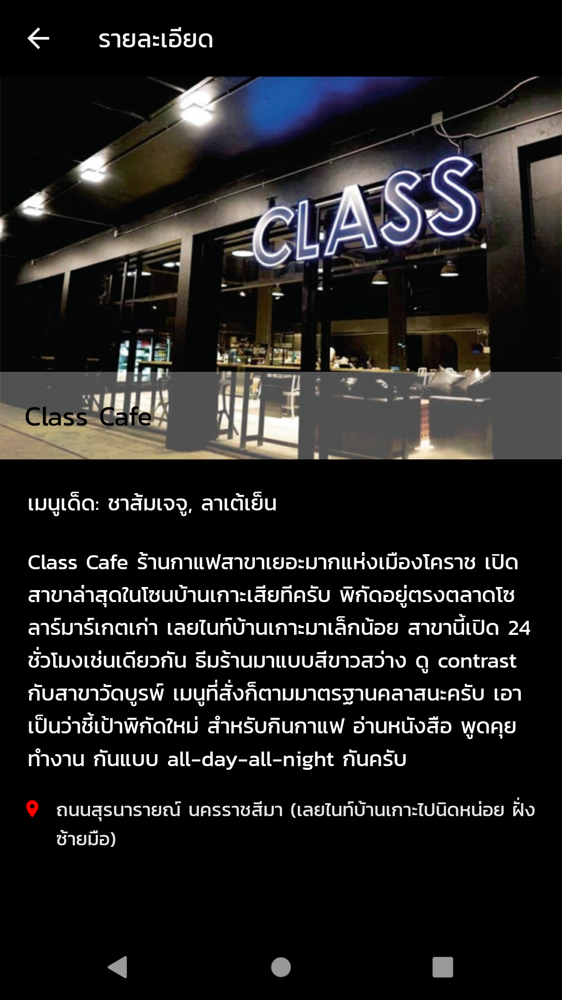 รายละเอียด
CLASS
Class Cafe
เมนูเด็ด: ชาส้มเจจู, ลาเต้เย็น
Class Cafe ร้านกาแฟสาขาเยอะมากแห่งเมืองโคราช เปิด
สาขาล่าสุดในโซนบ้านเกาะเสียทีครับ พิกัดอยู่ตรงตลาดโซ
ลาร์มาร์เกตเก่า เลยไนท์บ้านเกาะมาเล็กน้อย สาขานี้เปิด 24
ชั่วโมงเช่นเดียวกัน ธีมร้านมาแบบสีขาวสว่าง ดู contrast
กับสาขาวัดบูรพ์ เมนูที่สั่งก็ตามมาตรฐานคลาสนะครับ เอา
เป็นว่าชี้เป้าพิกัดใหม่ สำหรับกินกาแฟ อ่านหนังสือ พูดคุย
ทำงาน กันแบบ all-day-all-night กันครับ
ถนนสุรนารายณ์ นครราชสีมา (เลยไนท์บ้านเกาะไปนิดหน่อย ฝั่ง
ซ้ายมือ)